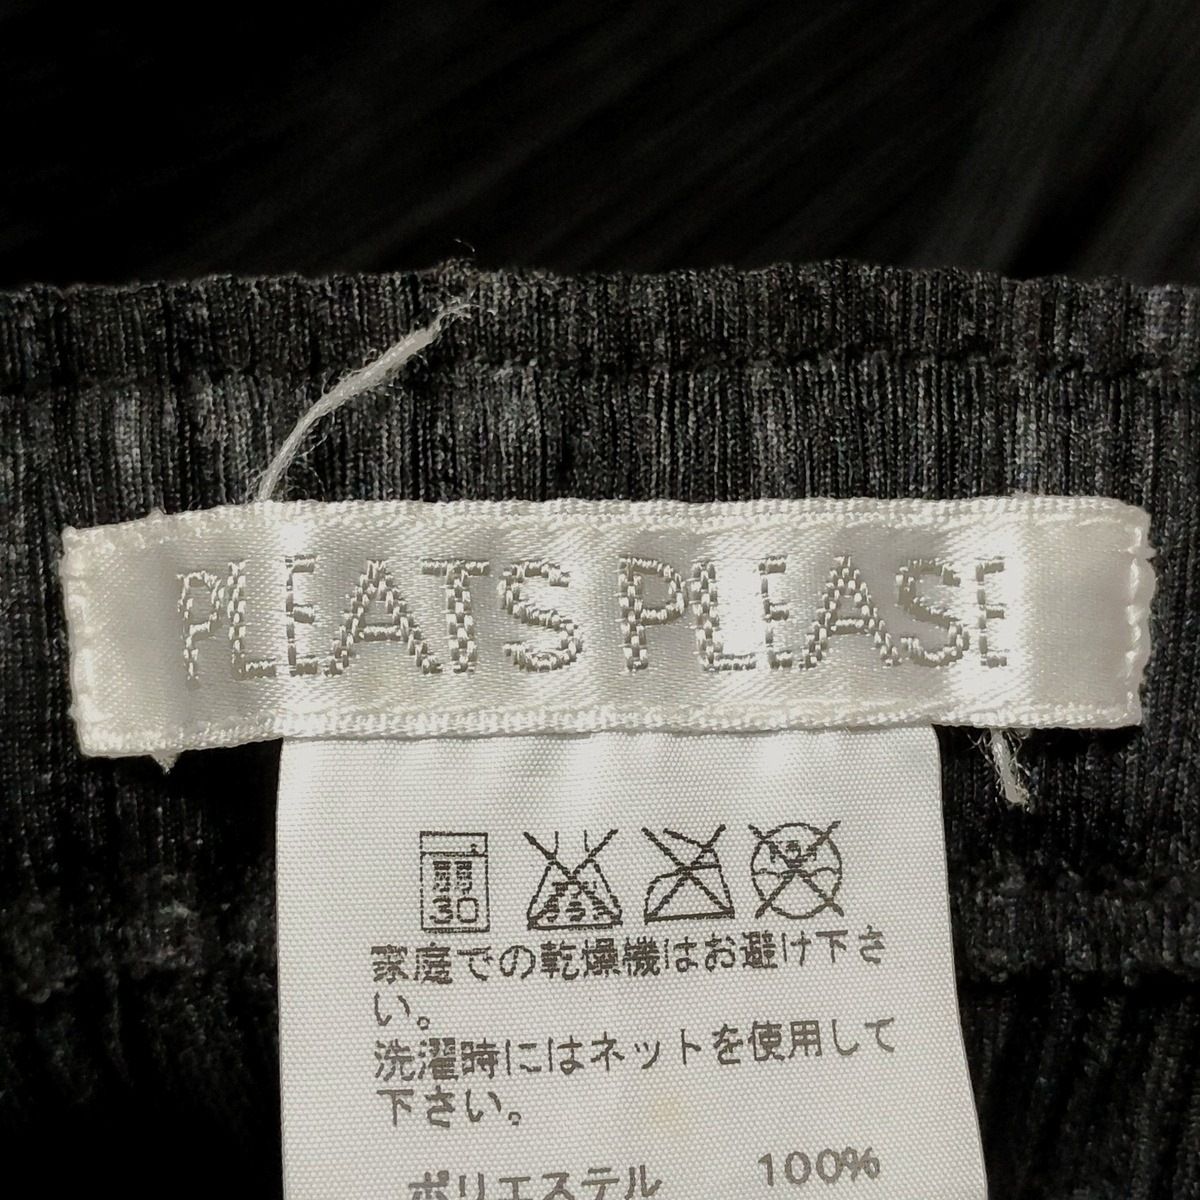 PLEATS PLEASE
30
家庭での乾燥機はお避け下さ
い。
洗濯時にはネットを使用して
下さい。
ポリエステル 100%